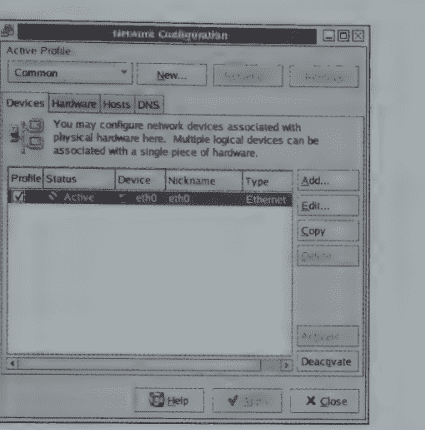 Network Configuration
Active Profile:
Common
New...
Devices Hardware Hosts DNS
You may configure network devices associated with
physical hardware here. Multiple logical devices can be
associated with a single piece of hardware.
Profile Status Device Nickname Type
Active eth0 eth0 Ethernet
Add...
Edit...
Copy
Delete
Activate
Deactivate
Help
Close